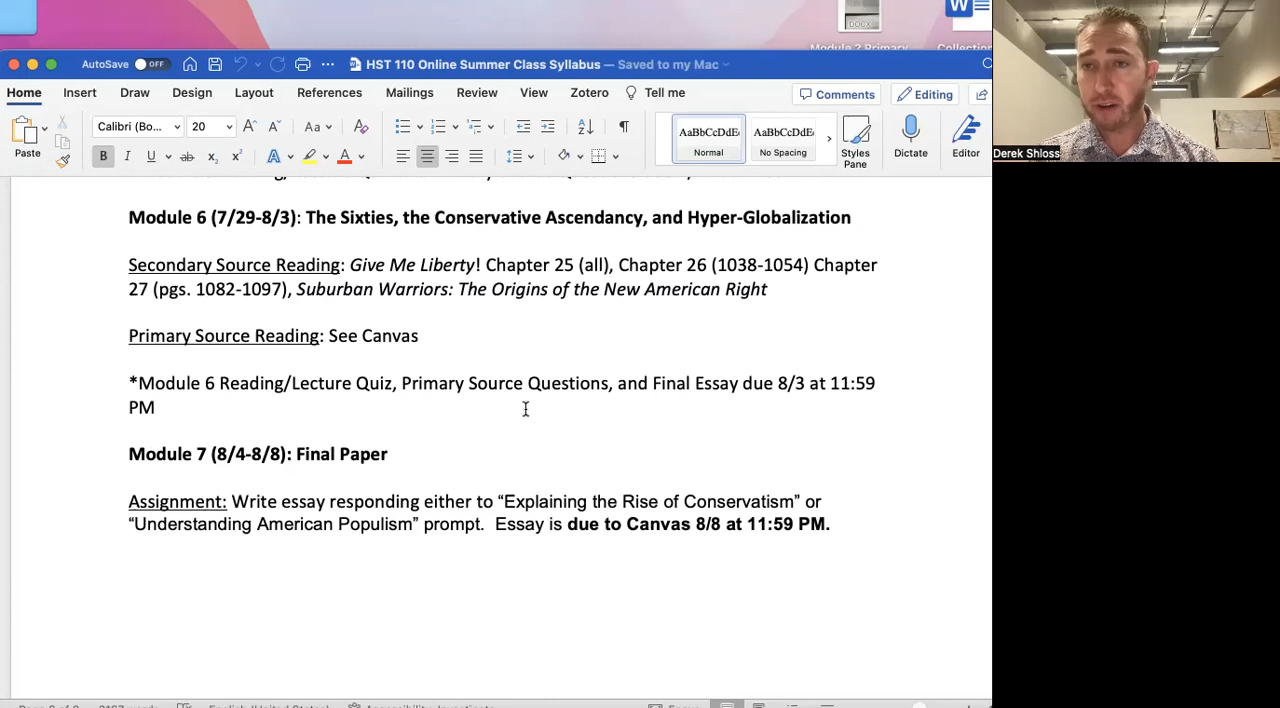 W
DOCX
Module 2 Primary
AutoSave OFF
HST 110 Online Summer Class Syllabus — Saved to my Mac
Home Insert Draw Design Layout References Mailings Review View Zotero Tell me Comments Editing
Paste
Calibri (Bo... 20 Aa
AaBbCcDdE AaBbCcDdE
Normal No Spacing
Styles Pane Dictate Editor
Derek Shloss
Module 6 (7/29-8/3): The Sixties, the Conservative Ascendancy, and Hyper-Globalization
Secondary Source Reading: Give Me Liberty! Chapter 25 (all), Chapter 26 (1038-1054) Chapter
27 (pgs. 1082-1097), Suburban Warriors: The Origins of the New American Right
Primary Source Reading: See Canvas
*Module 6 Reading/Lecture Quiz, Primary Source Questions, and Final Essay due 8/3 at 11:59
PM
Module 7 (8/4-8/8): Final Paper
Assignment: Write essay responding either to “Explaining the Rise of Conservatism” or
“Understanding American Populism” prompt.  Essay is due to Canvas 8/8 at 11:59 PM.